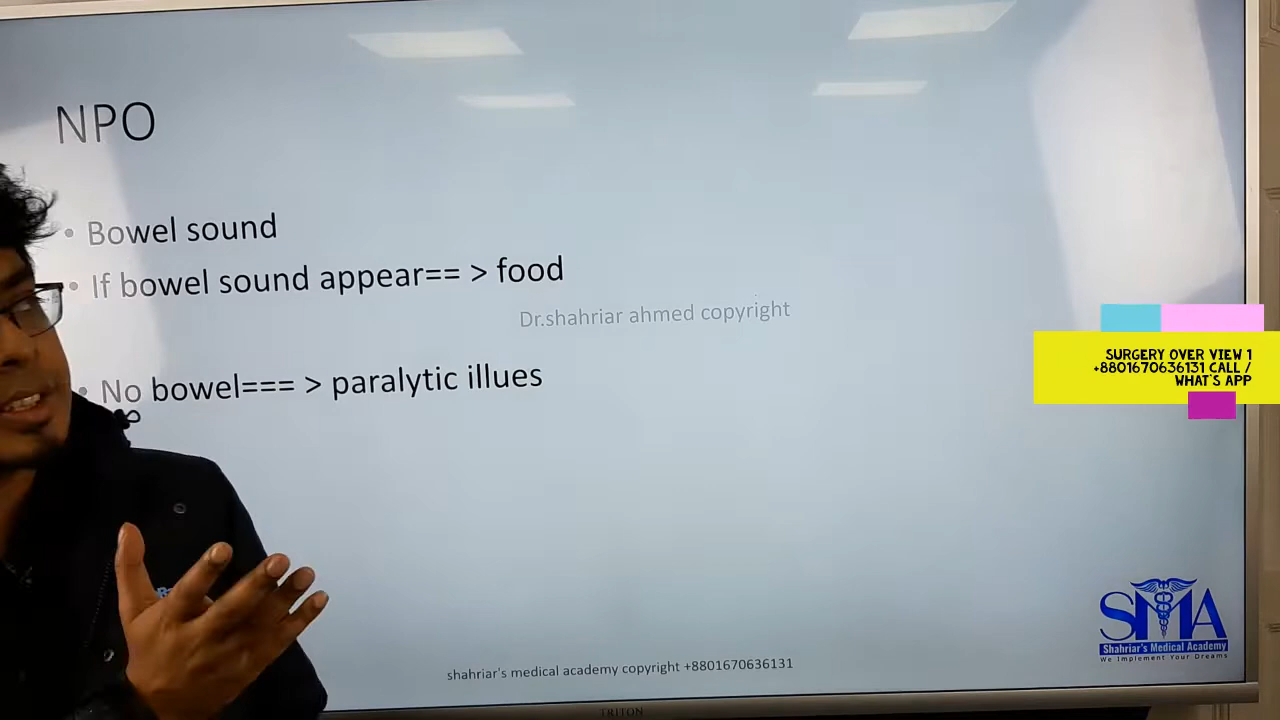 NPO
• Bowel sound
• If bowel sound appear== > food
Dr.shahriar ahmed copyright
• No bowel=== > paralytic illues
SURGERY OVER VIEW 1
+8801670636131 CALL /
WHAT'S APP
SMA
Shahriar's Medical Academy
We Implement Your Dreams
shahriar's medical academy copyright +8801670636131
TRITON